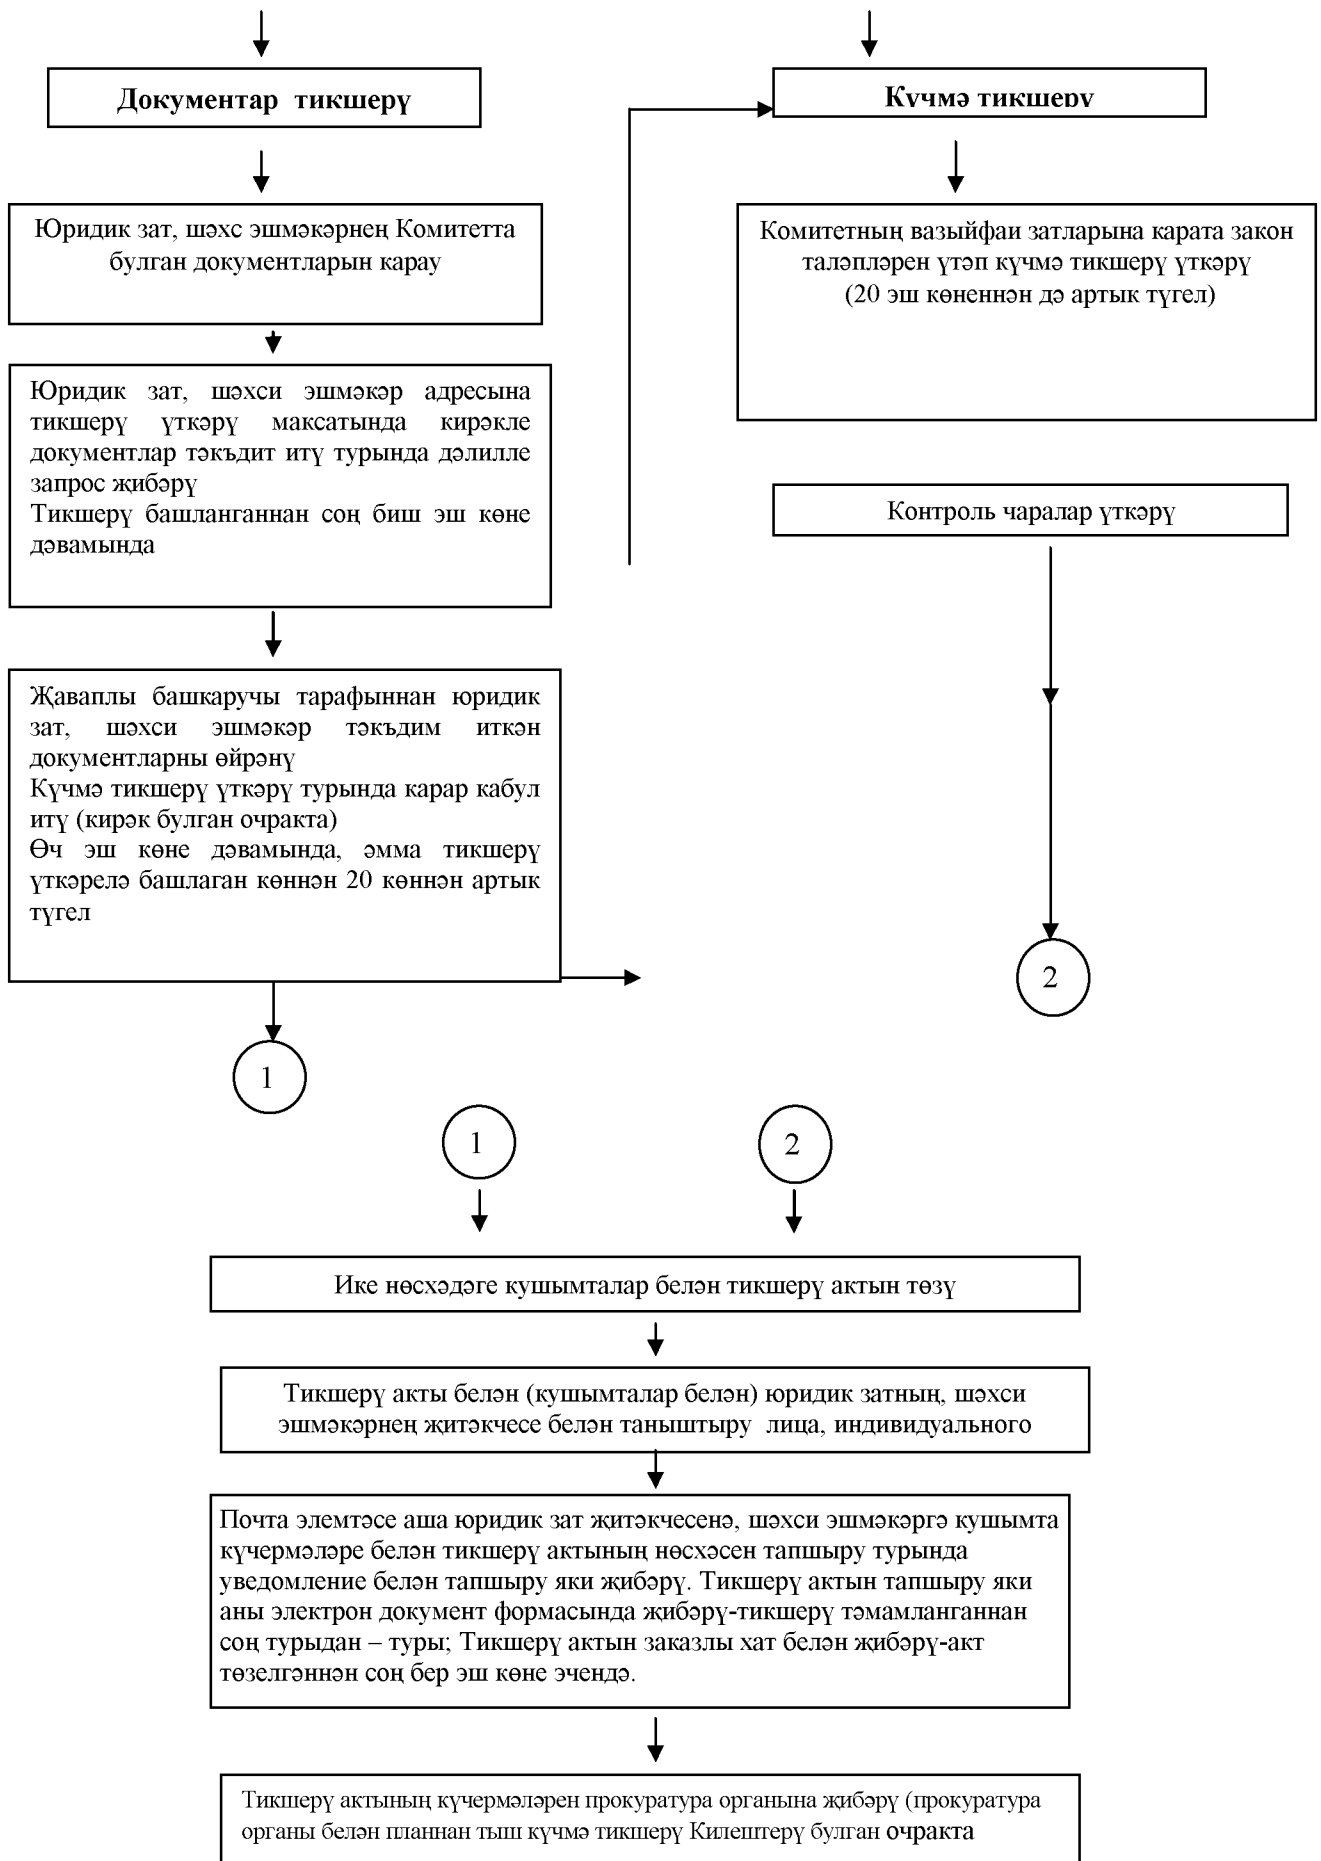 Документар тикшерү
Күчмә тикшерү
Юридик зат, шәхс эшмәкәрнең Комитетта
булган документларын карау
Комитетның вазыйфаи затларына карата закон
таләпләрен үтәп күчмә тикшерү үткәрү
(20 эш көненнән дә артык түгел)
Юридик зат, шәхси эшмәкәр адресына
тикшерү үткәрү максатында кирәкле
документлар тәкъдит итү турында дәлилле
запрос җибәрү
Тикшерү башланганнан соң биш эш көне
дәвамында
Контроль чаралар үткәрү
Җаваплы башкаручы тарафыннан юридик
зат, шәхси эшмәкәр тәкъдим иткән
документларны өйрәнү
Күчмә тикшерү үткәрү турында карар кабул
итү (кирәк булган очракта)
Өч эш көне дәвамында, әмма тикшерү
үткәрелә башлаган көннән 20 көннән артык
түгел
2
1
1
2
Ике нөсхәдәге кушымталар белән тикшерү актын төзү
Тикшерү акты белән (кушымталар белән) юридик затның, шәхси
эшмәкәрнең җитәкчесе белән таныштыру лица, индивидуального
Почта элемтәсе аша юридик зат җитәкчесенә, шәхси эшмәкәргә кушымта
күчермәләре белән тикшерү актының нөсхәсен тапшыру турында
уведомление белән тапшыру яки җибәрү. Тикшерү актын тапшыру яки
аны электрон документ формасында җибәрү-тикшерү тәмамланганнан
соң турыдан – туры; Тикшерү актын заказлы хат белән җибәрү-акт
төзелгәннән соң бер эш көне эчендә.
Тикшерү актының күчермәләрен прокуратура органына җибәрү (прокуратура
органы белән планнан тыш күчмә тикшерү Килештерү булган очракта